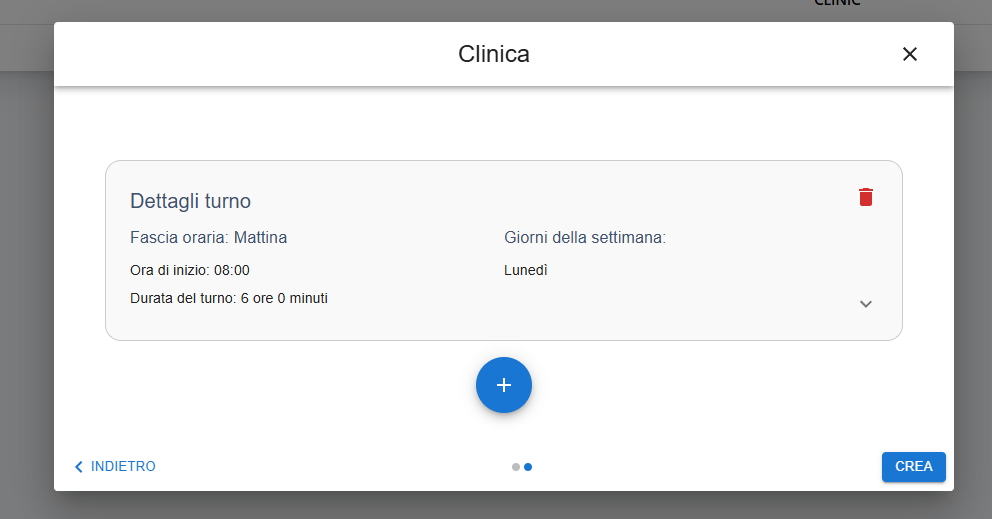 CLINIC
Clinica
Dettagli turno
Fascia oraria: Mattina
Giorni della settimana:
Ora di inizio: 08:00
Lunedì
Durata del turno: 6 ore 0 minuti
INDIETRO
CREA